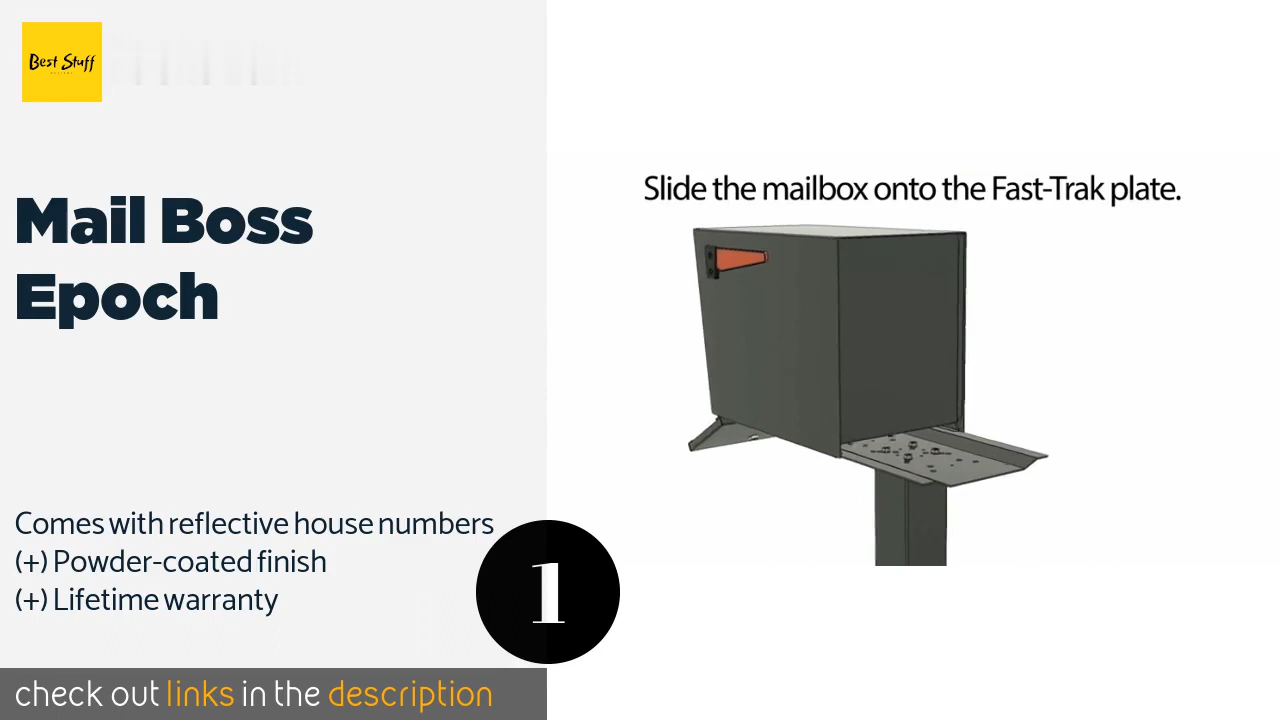 Best Stuff
Mail Boss
Epoch
Slide the mailbox onto the Fast-Trak plate.
Comes with reflective house numbers
(+) Powder-coated finish
(+) Lifetime warranty
1
check out links in the description